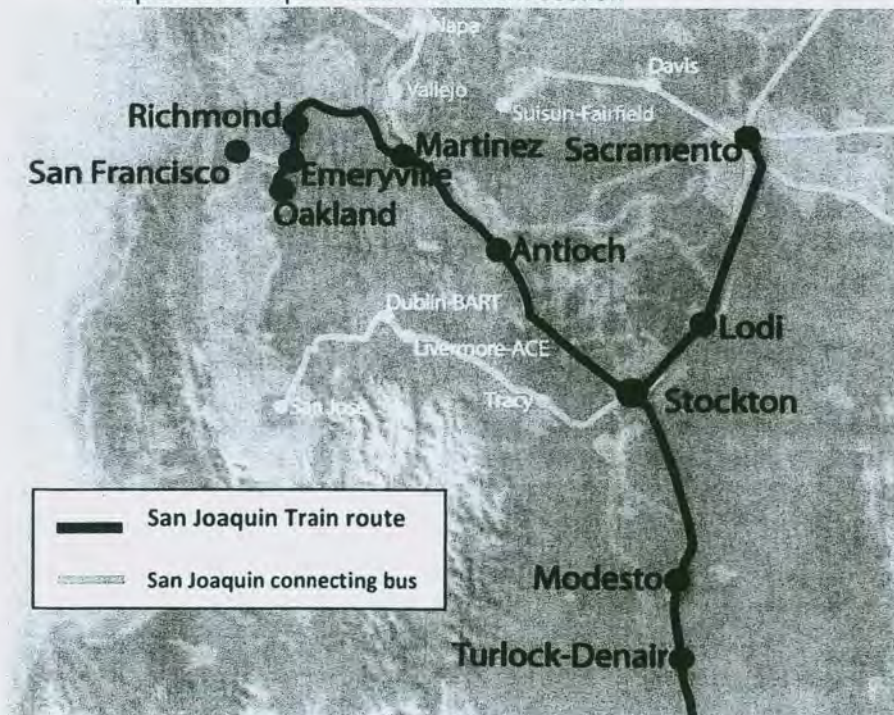 Napa
Davis
Vallejo
Suisun-Fairfield
Richmond
Martinez
Sacramento
San Francisco
Emeryville
Oakland
Antioch
Dublin-BART
Lodi
Livermore-ACE
San Jose
Tracy
Stockton
San Joaquin Train route
San Joaquin connecting bus
Modesto
Turlock-Denair